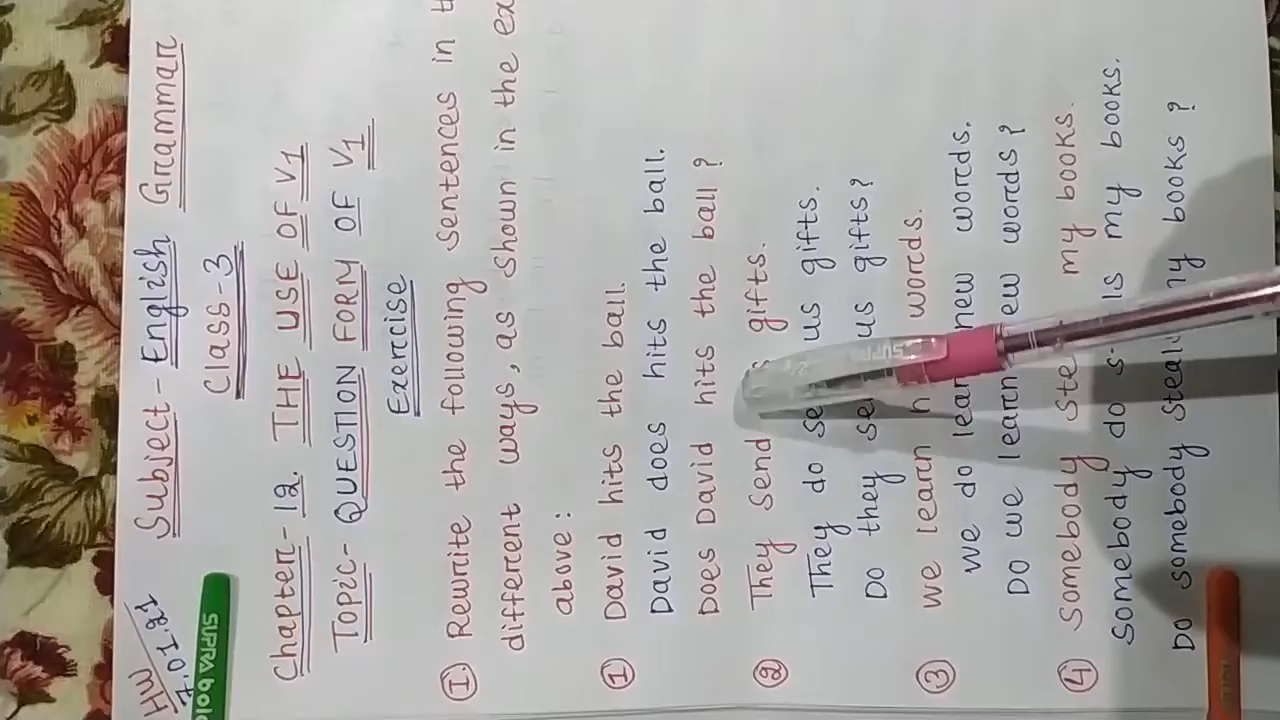 HW
7.01.21
Subject - English Grammar
Class - 3
Chapter - 12. THE USE OF V1
Topic - QUESTION FORM OF V1
Exercise
I. Rewrite the following sentences in
different ways, as shown in the
above:
① David hits the ball.
David does hits the ball.
Does David hits the ball?
② They send gifts.
They do us gifts.
Do they us gifts?
③ We learn words.
We do new words.
Do we learn words?
④ Somebody my books.
Somebody do my books.
Do somebody books?
SUPRA